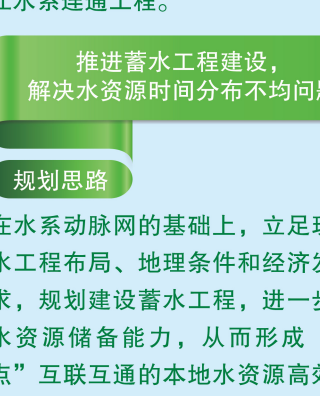 水系连通工程。
推进蓄水工程建设，
解决水资源时间分布不均问题
规划思路
在水系动脉网的基础上，立足现
水工程布局、地理条件和经济发
求，规划建设蓄水工程，进一步
水资源储备能力，从而形成
点”互联互通的本地水资源高效